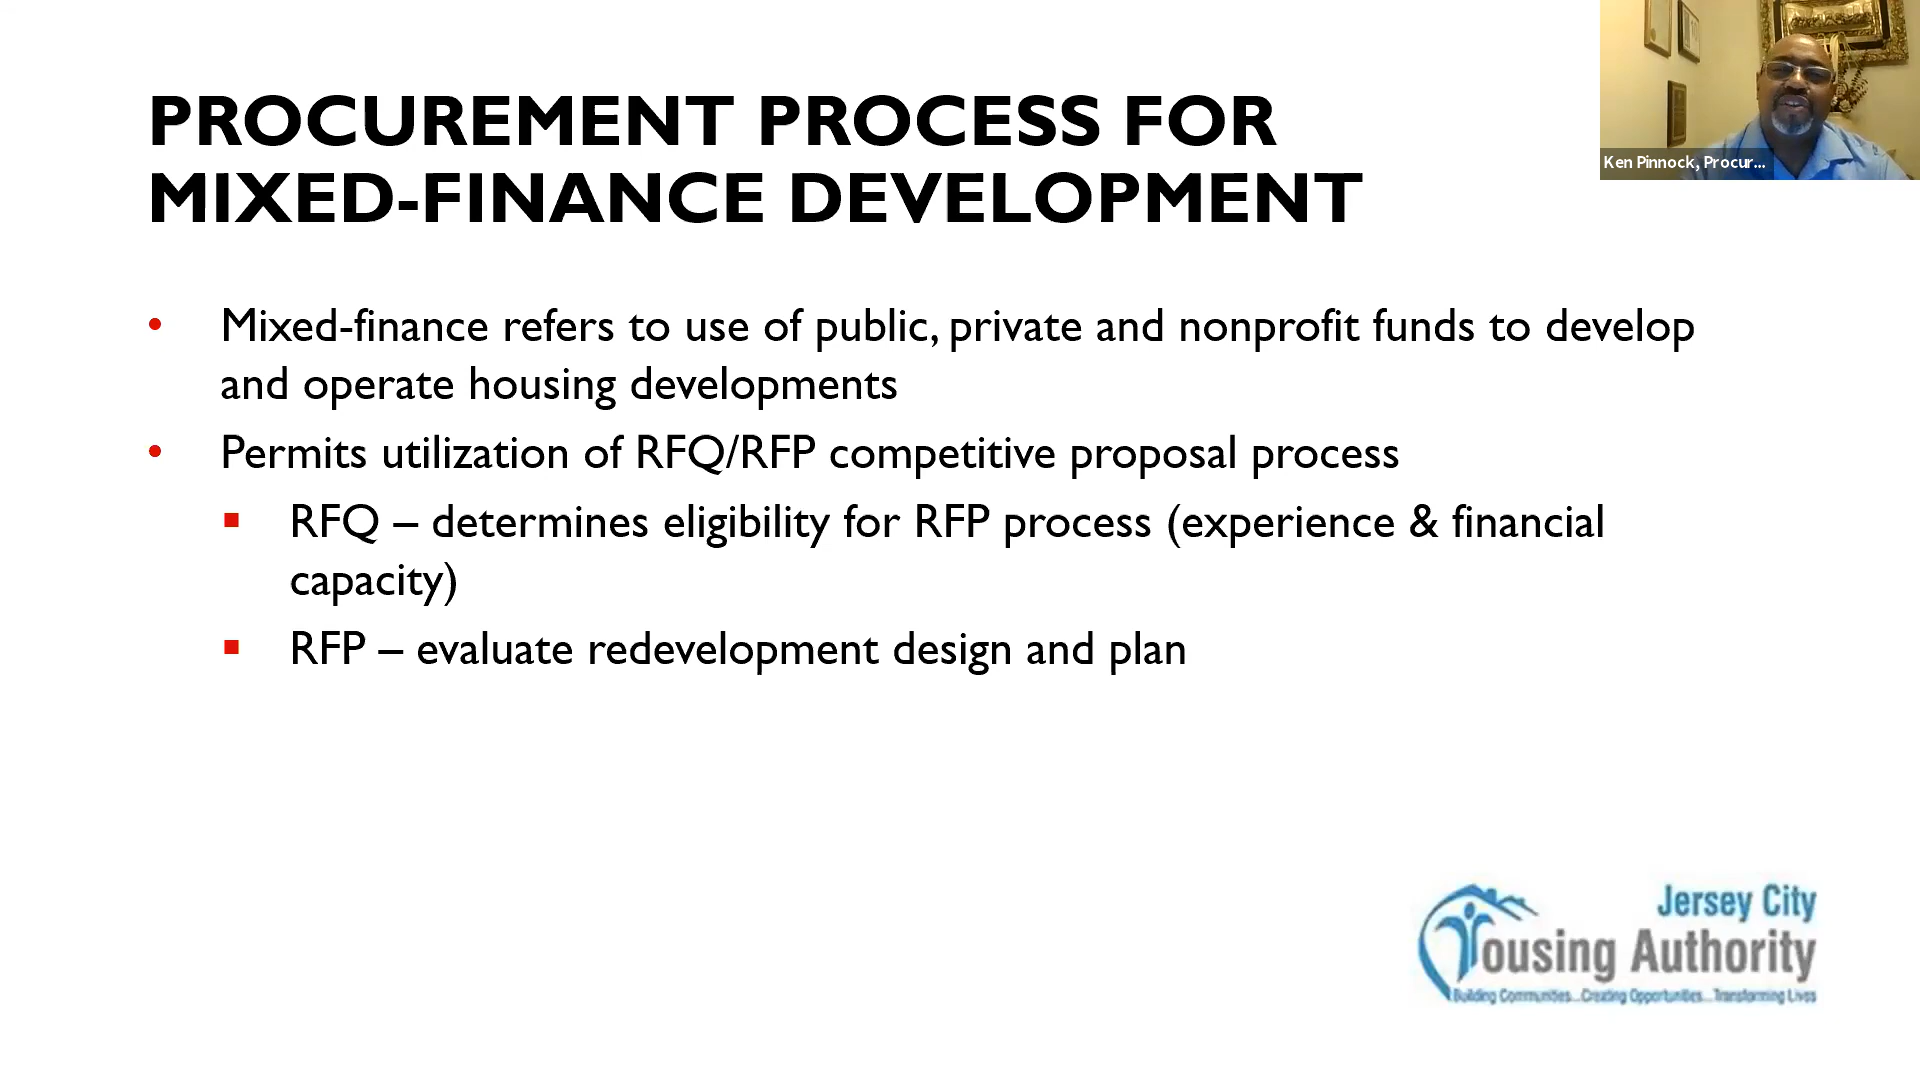 PROCUREMENT PROCESS FOR
MIXED-FINANCE DEVELOPMENT
Ken Pinnock, Procur...
• Mixed-finance refers to use of public, private and nonprofit funds to develop
and operate housing developments
• Permits utilization of RFQ/RFP competitive proposal process
▪ RFQ – determines eligibility for RFP process (experience & financial
capacity)
▪ RFP – evaluate redevelopment design and plan
Jersey City
Housing Authority
Building Communities...Creating Opportunities...Transforming Lives